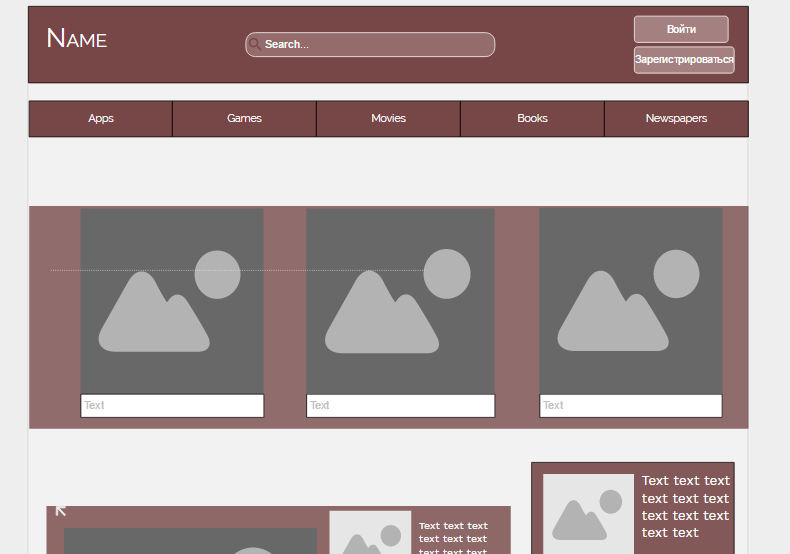 NAME
Search...
Войти
Зарегистрироваться
Apps
Games
Movies
Books
Newspapers
Text
Text
Text
Text text text
text text text
text text text
text text
Text text text
text text text
text text text